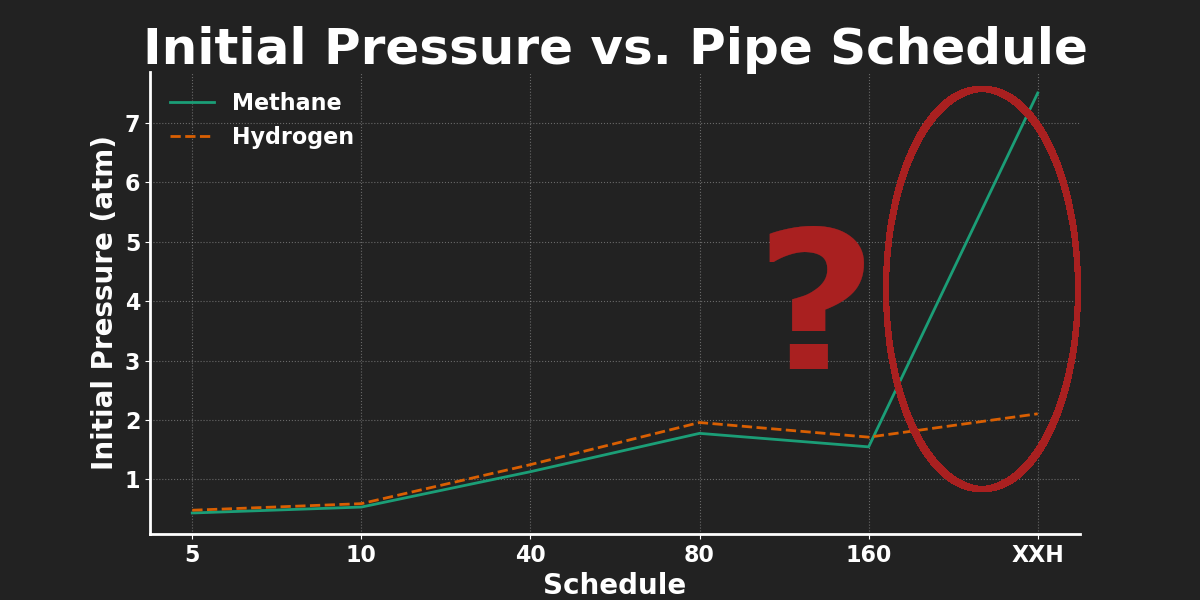 Initial Pressure vs. Pipe Schedule
Methane
Hydrogen
Initial Pressure (atm)
7
6
5
4
3
2
1
?
5 10 40 80 160 XXH
Schedule